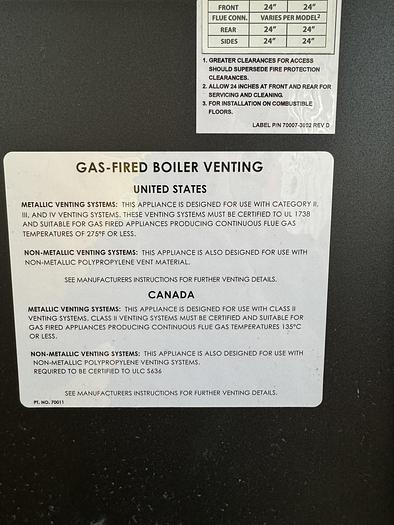 FRONT 24" 24"
FLUE CONN. VARIES PER MODEL²
REAR 24" 24"
SIDES 24" 24"
1. GREATER CLEARANCES FOR ACCESS
SHOULD SUPERSEDE FIRE PROTECTION
CLEARANCES.
2. ALLOW 24 INCHES AT FRONT AND REAR FOR
SERVICING AND CLEANING.
3. FOR INSTALLATION ON COMBUSTIBLE
FLOORS.
LABEL P/N 70007-3002 REV D
GAS-FIRED BOILER VENTING
UNITED STATES
METALLIC VENTING SYSTEMS: THIS APPLIANCE IS DESIGNED FOR USE WITH CATEGORY II,
III, AND IV VENTING SYSTEMS. THESE VENTING SYSTEMS MUST BE CERTIFIED TO UL 1738
AND SUITABLE FOR GAS FIRED APPLIANCES PRODUCING CONTINUOUS FLUE GAS
TEMPERATURES OF 275°F OR LESS.
NON-METALLIC VENTING SYSTEMS: THIS APPLIANCE IS ALSO DESIGNED FOR USE WITH
NON-METALLIC POLYPROPYLENE VENT MATERIAL.
SEE MANUFACTURERS INSTRUCTIONS FOR FURTHER VENTING DETAILS.
CANADA
METALLIC VENTING SYSTEMS: THIS APPLIANCE IS DESIGNED FOR USE WITH CLASS II
VENTING SYSTEMS. CLASS II VENTING SYSTEMS MUST BE CERTIFIED AND SUITABLE FOR
GAS FIRED APPLIANCES PRODUCING CONTINUOUS FLUE GAS TEMPERATURES 135°C
OR LESS.
NON-METALLIC VENTING SYSTEMS: THIS APPLIANCE IS ALSO DESIGNED FOR USE WITH
NON-METALLIC POLYPROPYLENE VENTING SYSTEMS.
REQUIRED TO BE CERTIFIED TO ULC S636
SEE MANUFACTURERS INSTRUCTIONS FOR FURTHER VENTING DETAILS.
PT. NO. 70011